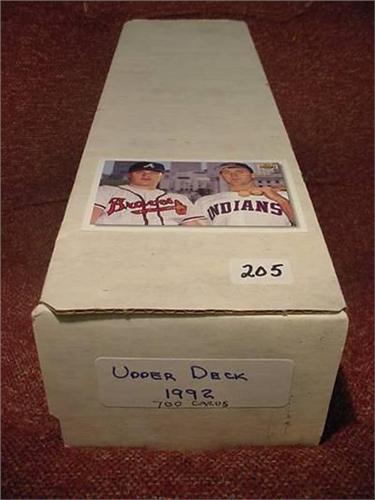 Braves
INDIANS
205
UPPER DECK
1992
700 CARDS